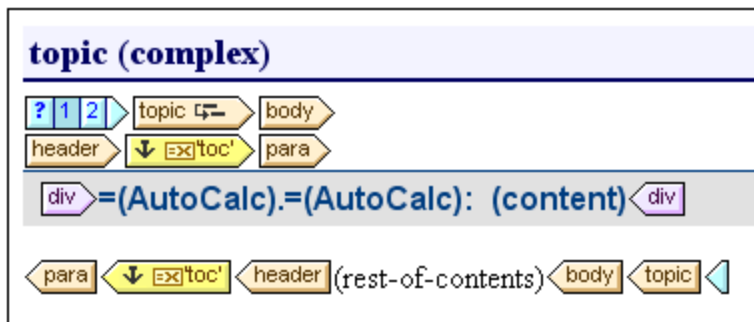 topic (complex)
? 1 2 topic body
header 'toc' para
div =(AutoCalc).=(AutoCalc): (content) div
para 'toc' header (rest-of-contents) body topic